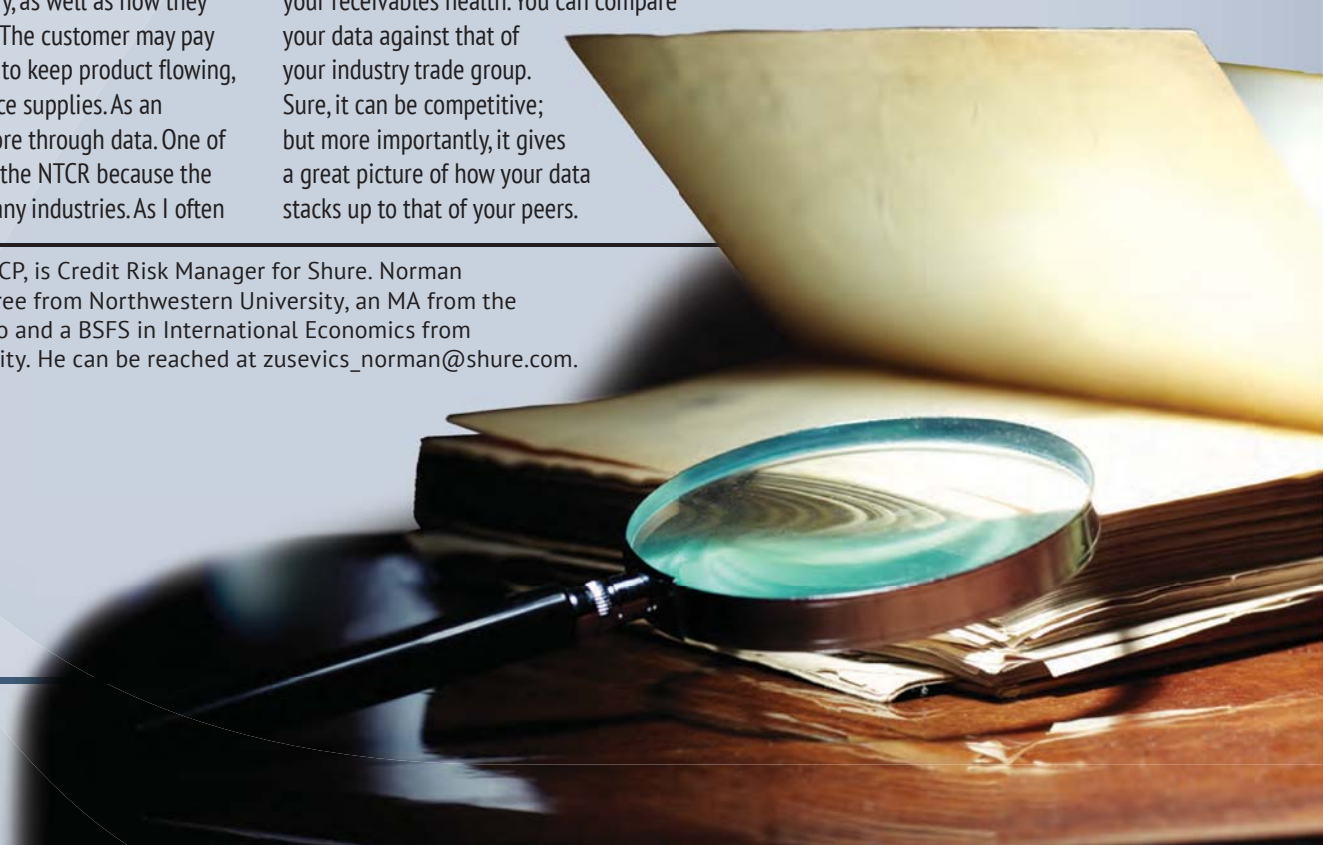 y, as well as how they
The customer may pay
to keep product flowing,
ce supplies. As an
ore through data. One of
the NTCR because the
any industries. As I often
your receivables health. You can compare
your data against that of
your industry trade group.
Sure, it can be competitive;
but more importantly, it gives
a great picture of how your data
stacks up to that of your peers.
CP, is Credit Risk Manager for Shure. Norman
ree from Northwestern University, an MA from the
o and a BSFS in International Economics from
ity. He can be reached at zusevics_norman@shure.com.